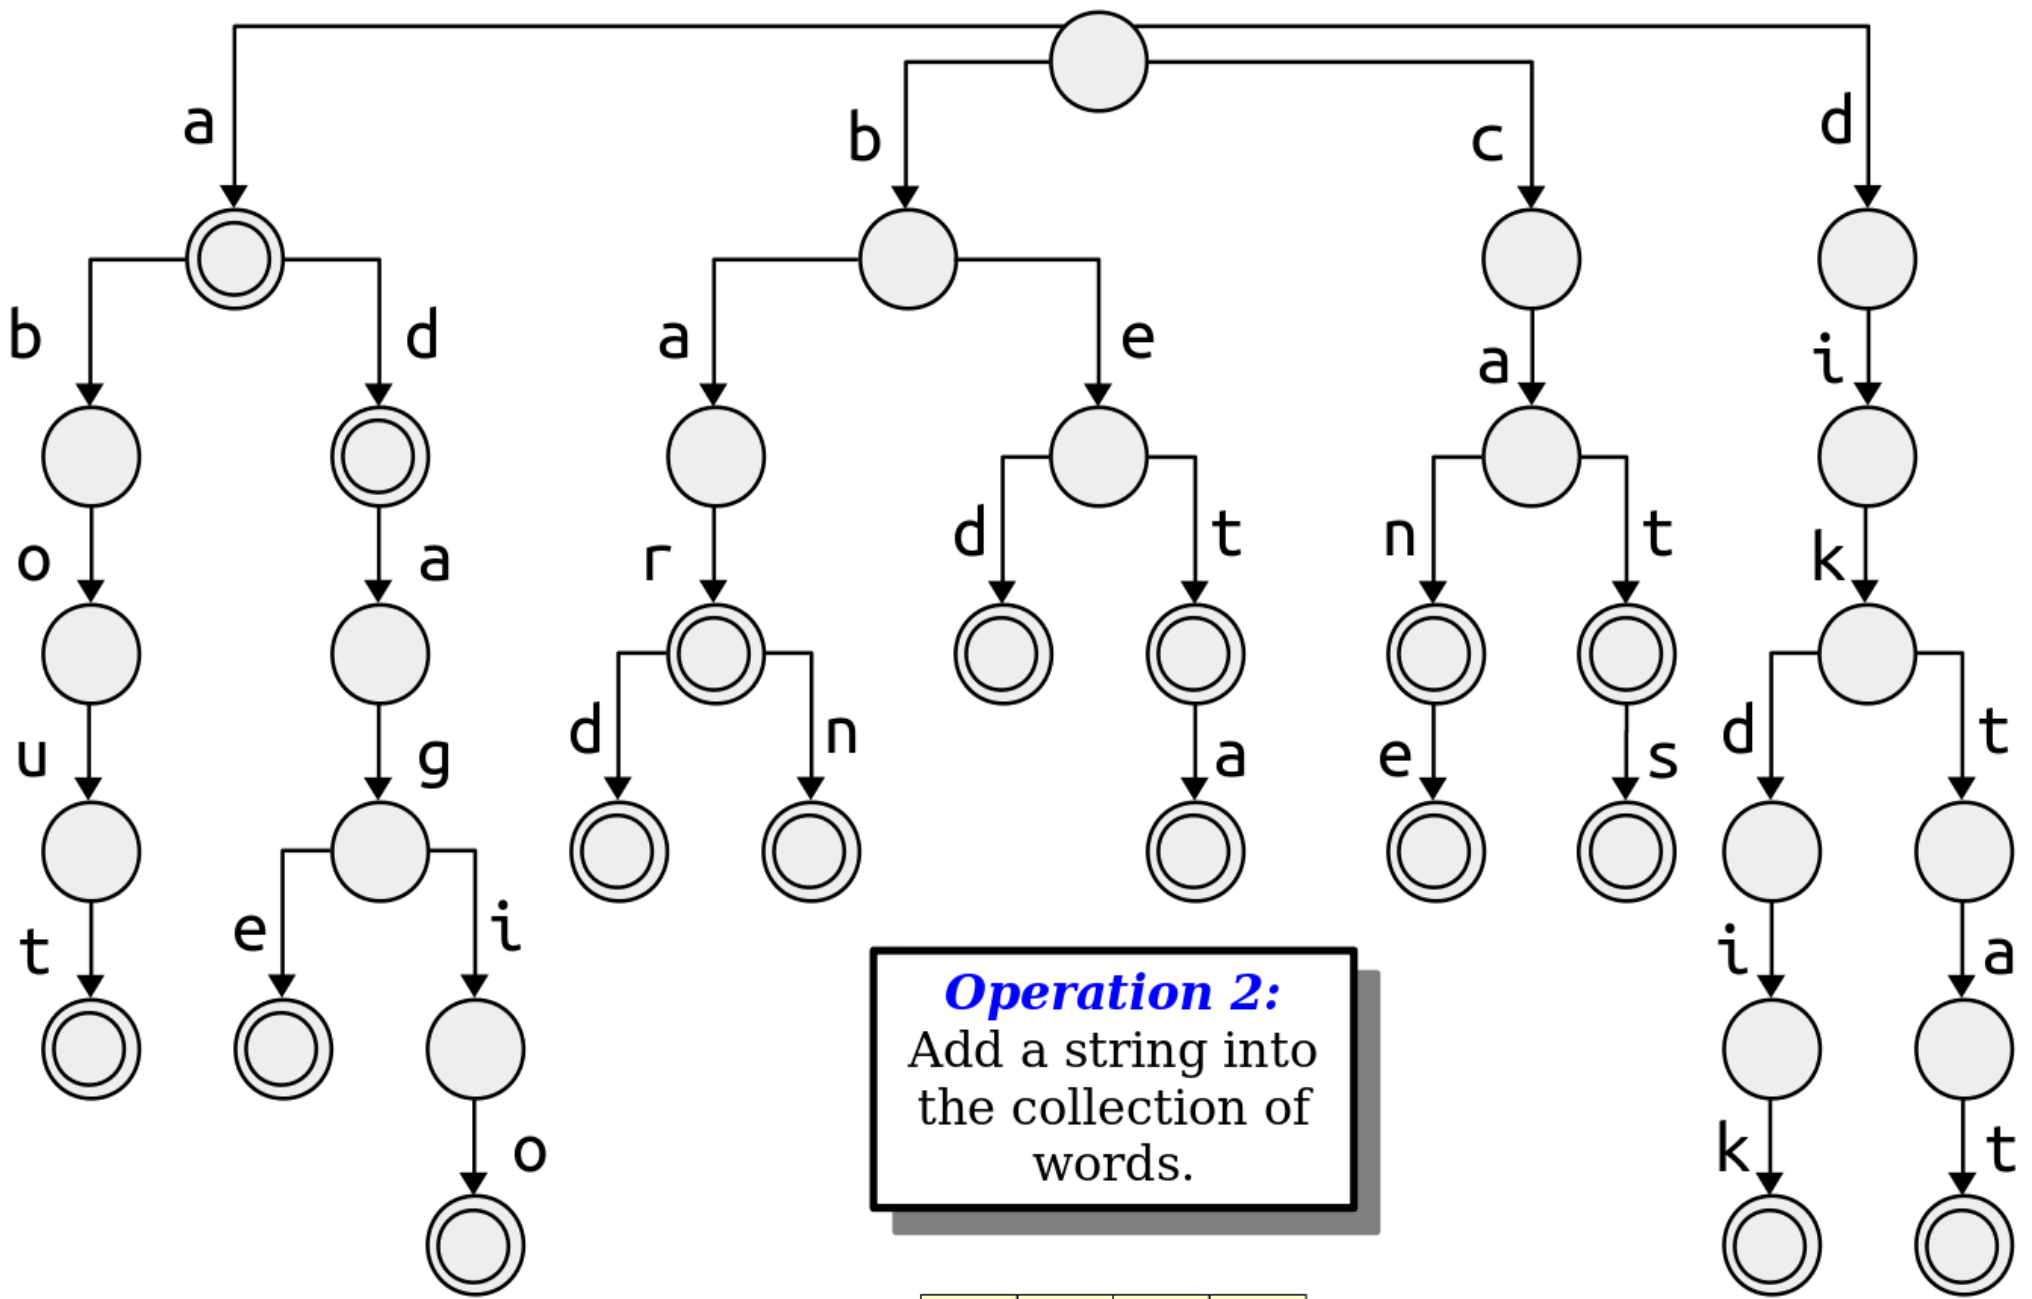 a
b
c
d
b
d
a
e
a
i
o
a
r
d
t
n
t
k
u
g
d
n
a
e
s
d
t
t
e
i
i
a
o
k
t
Operation 2:
Add a string into
the collection of
words.